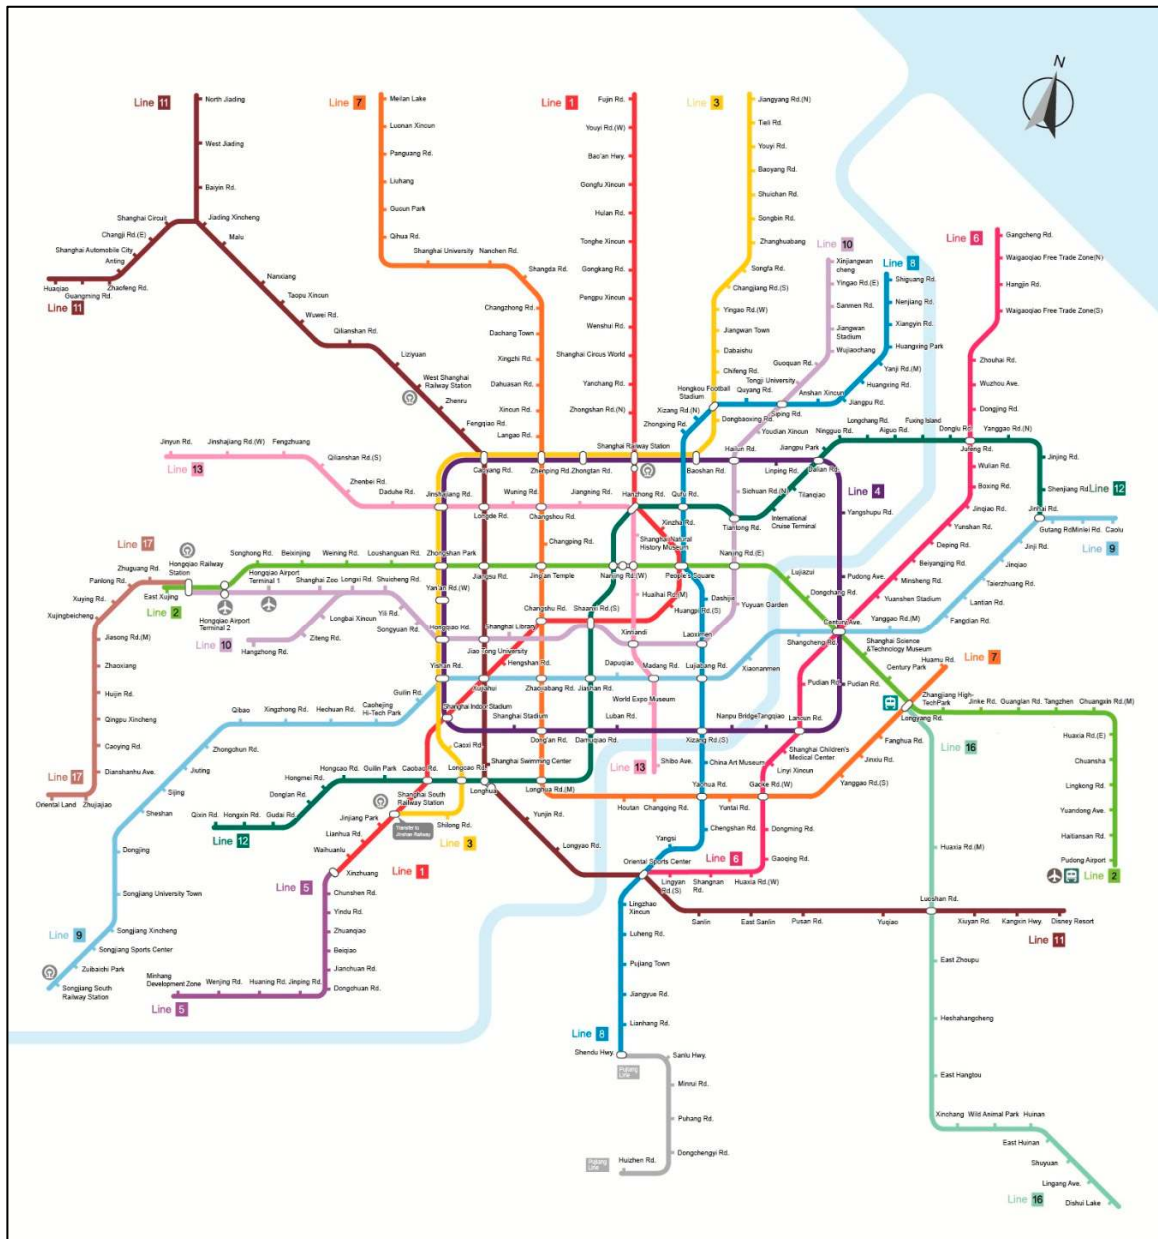 N
Line 11
North Jiading
West Jiading
Baiyin Rd.
Shanghai Circuit
Jiading Xincheng
Changji Rd.(E)
Malu
Shanghai Automobile City
Anting
Huaqiao
Guangming Rd.
Zhaofeng Rd.
Line 11
Nanxiang
Taopu Xincun
Wuwei Rd.
Qilianshan Rd.
Liziyuan
West Shanghai
Railway Station
Zhenru
Fengqiao Rd.
Line 7
Meilan Lake
Luonan Xincun
Panguang Rd.
Liuhang
Gucun Park
Qihua Rd.
Shanghai University
Nanchen Rd.
Shangda Rd.
Changzhong Rd.
Dachang Town
Xingzhi Rd.
Dahuasan Rd.
Xincun Rd.
Langao Rd.
Line 1
Fujin Rd.
Youyi Rd.(W)
Bao'an Hwy.
Gongfu Xincun
Hulan Rd.
Tonghe Xincun
Gongkang Rd.
Pengpu Xincun
Wenshui Rd.
Shanghai Circus World
Yanchang Rd.
Zhongshan Rd.(N)
Shanghai Railway Station
Line 3
Jiangyang Rd.(N)
Tieli Rd.
Youyi Rd.
Baoyang Rd.
Shuichan Rd.
Songbin Rd.
Zhanghuabang
Songfa Rd.
Changjiang Rd.(S)
Yingao Rd.(W)
Jiangwan Town
Dabaishu
Chifeng Rd.
Hongkou Football
Stadium
Dongbaoxing Rd.
Line 10
Xinjiangwan
cheng
Yingao Rd.(E)
Sanmen Rd.
Jiangwan
Stadium
Wujiaochang
Guoquan Rd.
Tongji University
Siping Rd.
Youdian Xincun
Hailun Rd.
Line 8
Shiguang Rd.
Nenjiang Rd.
Xiangyin Rd.
Huangxing Park
Yanji Rd.(M)
Huangxing Rd.
Jiangpu Rd.
Anshan Xincun
Quyang Rd.
Xizang Rd.(N)
Zhongxing Rd.
Line 6
Gangcheng Rd.
Waigaoqiao Free Trade Zone(N)
Hangjin Rd.
Waigaoqiao Free Trade Zone(S)
Zhouhai Rd.
Wuzhou Ave.
Dongjing Rd.
Jufeng Rd.
Wulian Rd.
Boxing Rd.
Jinqiao Rd.
Yunshan Rd.
Deping Rd.
Beiyangjing Rd.
Minsheng Rd.
Yuanshen Stadium
Jiangpu Park
Ningguo Rd.
Longchang Rd.
Aiguo Rd.
Fuxing Island
Donglu Rd.
Yanggao Rd.(N)
Jinjing Rd.
Shenjiang Rd.
Line 12
Jinhai Rd.
Gutang Rd
Minlei Rd.
Caolu
Line 9
Jinji Rd.
Jinqiao
Taierzhuang Rd.
Lantian Rd.
Fangdian Rd.
Yanggao Rd.(M)
Jinyun Rd.
Jinshajiang Rd.(W)
Fengzhuang
Line 13
Qilianshan Rd.(S)
Zhenbei Rd.
Daduhe Rd.
Jinshajiang Rd.
Caoyang Rd.
Zhenping Rd.
Zhongtan Rd.
Baoshan Rd.
Linping Rd.
Dalian Rd.
Line 4
Yangshupu Rd.
Longde Rd.
Wuning Rd.
Changshou Rd.
Jiangning Rd.
Hanzhong Rd.
Qufu Rd.
Sichuan Rd.(N)
Tilanqiao
International
Cruise Terminal
Tiantong Rd.
Xinzha Rd.
Shanghai Natural
History Museum
Changping Rd.
Line 17
Hongqiao Railway
Station
Zhuguang Rd.
Panlong Rd.
Xuying Rd.
Xujingbeicheng
Jiasong Rd.(M)
Zhaoxiang
Huijin Rd.
Qingpu Xincheng
Caoying Rd.
Dianshanhu Ave.
Line 17
Oriental Land
Zhujiajiao
East Xujing
Line 2
Songhong Rd.
Beixinjing
Weining Rd.
Loushanguan Rd.
Zhongshan Park
Jiangsu Rd.
Jing'an Temple
Nanjing Rd.(W)
People's Square
Nanjing Rd.(E)
Lujiazui
Dongchang Rd.
Pudong Ave.
Century Ave.
Hongqiao Airport
Terminal 1
Hongqiao Airport
Terminal 2
Shanghai Zoo
Longxi Rd.
Shuicheng Rd.
Yili Rd.
Songyuan Rd.
Longbai Xincun
Ziteng Rd.
Hangzhong Rd.
Line 10
Yan'an Rd.(W)
Hongqiao Rd.
Jiao Tong University
Shanghai Library
Changshu Rd.
Shaanxi Rd.(S)
Huaihai Rd.(M)
Huangpi Rd.(S)
Dashijie
Yuyuan Garden
Xintiandi
Laoximen
Hengshan Rd.
Yishan Rd.
Xujiahui
Zhaojiabang Rd.
Jiashan Rd.
Dapuqiao
Madang Rd.
Lujiabang Rd.
Xiaonanmen
Shangcheng Rd.
Shanghai Science
&Technology Museum
Century Park
Huamu Rd.
Line 7
Zhangjiang High-
TechPark
Longyang Rd.
Jinke Rd.
Guanglan Rd.
Tangzhen
Chuangxin Rd.(M)
Huaxia Rd.(E)
Chuansha
Lingkong Rd.
Yuandong Ave.
Haitiansan Rd.
Pudong Airport
Line 2
Pudian Rd.
Pudian Rd.
Lancun Rd.
Shanghai Children's
Medical Center
Linyi Xincun
Fanghua Rd.
Jinxiu Rd.
Yanggao Rd.(S)
Line 16
Guilin Rd.
Caohejing
Hi-Tech Park
Hechuan Rd.
Xingzhong Rd.
Qibao
Zhongchun Rd.
Jiuting
Sijing
Sheshan
Dongjing
Songjiang University Town
Songjiang Xincheng
Songjiang Sports Center
Zuibaichi Park
Songjiang South
Railway Station
Line 9
Shanghai Indoor Stadium
Shanghai Stadium
Dong'an Rd.
Damuqiao Rd.
Luban Rd.
World Expo Museum
Xizang Rd.(S)
Nanpu Bridge
Tangqiao
Caoxi Rd.
Shanghai Swimming Center
Longcao Rd.
Caobao Rd.
Guilin Park
Hongcao Rd.
Hongmei Rd.
Donglan Rd.
Gudai Rd.
Hongxin Rd.
Qixin Rd.
Line 12
Longhua
Longhua Rd.(M)
Line 13
Shibo Ave.
China Art Museum
Yaohua Rd.
Houtan
Changqing Rd.
Yuntai Rd.
Gaoke Rd.(W)
Dongming Rd.
Gaoqing Rd.
Chengshan Rd.
Yangsi
Line 6
Huaxia Rd.(W)
Shangnan
Rd.
Lingyan
Rd.(S)
Oriental Sports Center
Shanghai South
Railway Station
Transfer to
Jinshan Railway
Shilong Rd.
Line 3
Jinjiang Park
Lianhua Rd.
Waihuanlu
Xinzhuang
Line 1
Yunjin Rd.
Longyao Rd.
Line 5
Chunshen Rd.
Yindu Rd.
Zhuanqiao
Beiqiao
Jianchuan Rd.
Dongchuan Rd.
Jinping Rd.
Huaning Rd.
Wenjing Rd.
Minhang
Development Zone
Line 5
Lingzhao
Xincun
Luheng Rd.
Pujiang Town
Jiangyue Rd.
Lianhang Rd.
Line 8
Shendu Hwy.
Pujiang
Line
Sanlu Hwy.
Minrui Rd.
Puhang Rd.
Dongchengyi Rd.
Huizhen Rd.
Pujiang
Line
Sanlin
East Sanlin
Pusan Rd.
Yuqiao
Luoshan Rd.
Xiuyan Rd.
Kangxin Hwy.
Disney Resort
Line 11
Huaxia Rd.(M)
East Zhoupu
Heshahangcheng
East Hangtou
Xinchang
Wild Animal Park
Huinan
East Huinan
Shuyuan
Lingang Ave.
Dishui Lake
Line 16